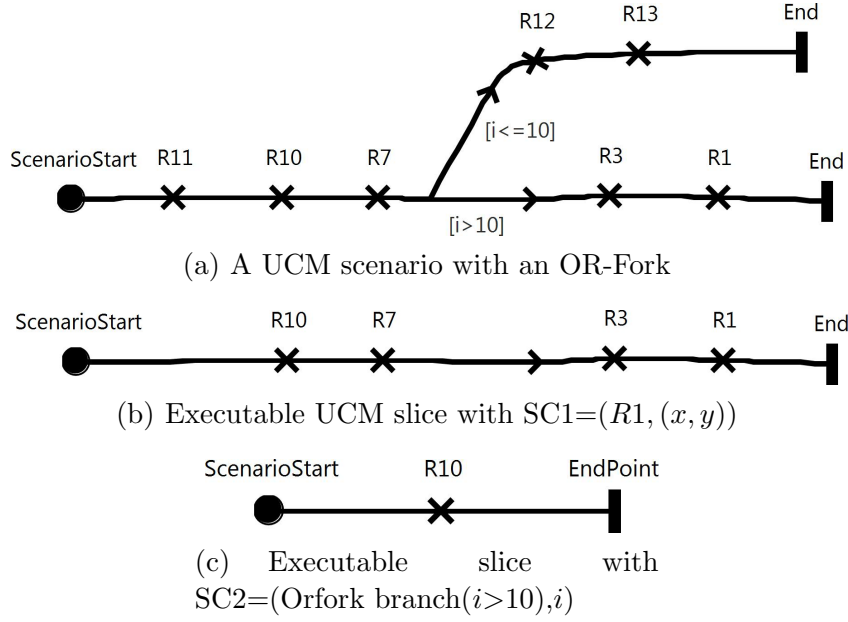 R12 R13 End
[i<=10]
ScenarioStart R11 R10 R7 R3 R1 End
[i>10]
(a) A UCM scenario with an OR-Fork
ScenarioStart R10 R7 R3 R1 End
(b) Executable UCM slice with SC1=(R1, (x, y))
ScenarioStart R10 EndPoint
(c) Executable slice with
SC2=(Orfork branch(i>10),i)